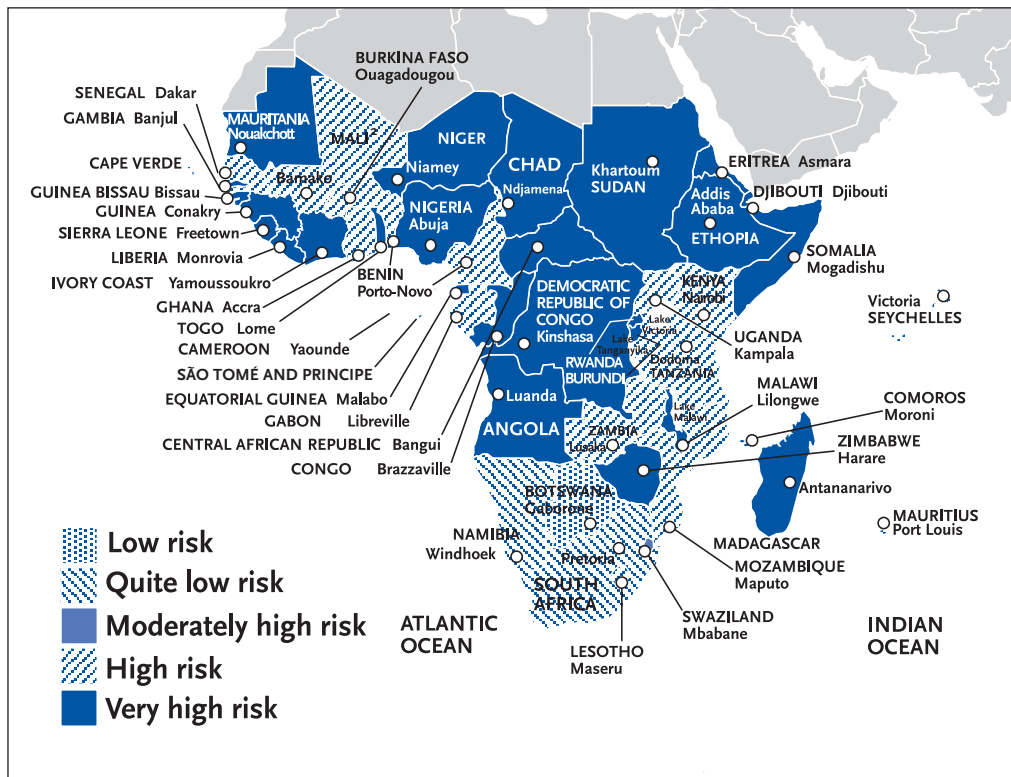 BURKINA FASO
Ouagadougou
SENEGAL Dakar
GAMBIA Banjul
MAURITANIA
Nouakchott
MALI²
NIGER
CHAD
Khartoum
SUDAN
ERITREA Asmara
CAPE VERDE
Bamako
Niamey
Ndjamena
Addis
Ababa
DJIBOUTI Djibouti
GUINEA BISSAU Bissau
GUINEA Conakry
NIGERIA
Abuja
ETHIOPIA
SIERRA LEONE Freetown
LIBERIA Monrovia
SOMALIA
Mogadishu
IVORY COAST Yamoussoukro
BENIN
Porto-Novo
GHANA Accra
TOGO Lome
CAMEROON Yaounde
SÃO TOMÉ AND PRINCIPE
EQUATORIAL GUINEA Malabo
GABON Libreville
CENTRAL AFRICAN REPUBLIC Bangui
CONGO Brazzaville
DEMOCRATIC
REPUBLIC OF
CONGO
Kinshasa
KENYA
Nairobi
Lake
Victoria
Lake
Tanganyika
UGANDA
Kampala
RWANDA
BURUNDI
Dodoma
TANZANIA
Victoria
SEYCHELLES
Luanda
ANGOLA
Lake
Malawi
MALAWI
Lilongwe
COMOROS
Moroni
ZAMBIA
Lusaka
ZIMBABWE
Harare
Antananarivo
BOTSWANA
Gaborone
MAURITIUS
Port Louis
NAMIBIA
Windhoek
Pretoria
MADAGASCAR
MOZAMBIQUE
Maputo
SOUTH
AFRICA
SWAZILAND
Mbabane
LESOTHO
Maseru
ATLANTIC
OCEAN
INDIAN
OCEAN
Low risk
Quite low risk
Moderately high risk
High risk
Very high risk